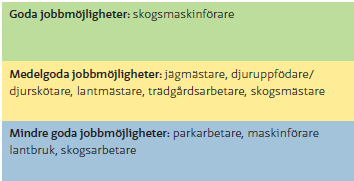 Goda jobbmöjligheter: skogsmaskinförare
Medelgoda jobbmöjligheter: jägmästare, djuruppfödare/
djurskötare, lantmästare, trädgårdsarbetare, skogsmästare
Mindre goda jobbmöjligheter: parkarbetare, maskinförare
lantbruk, skogsarbetare